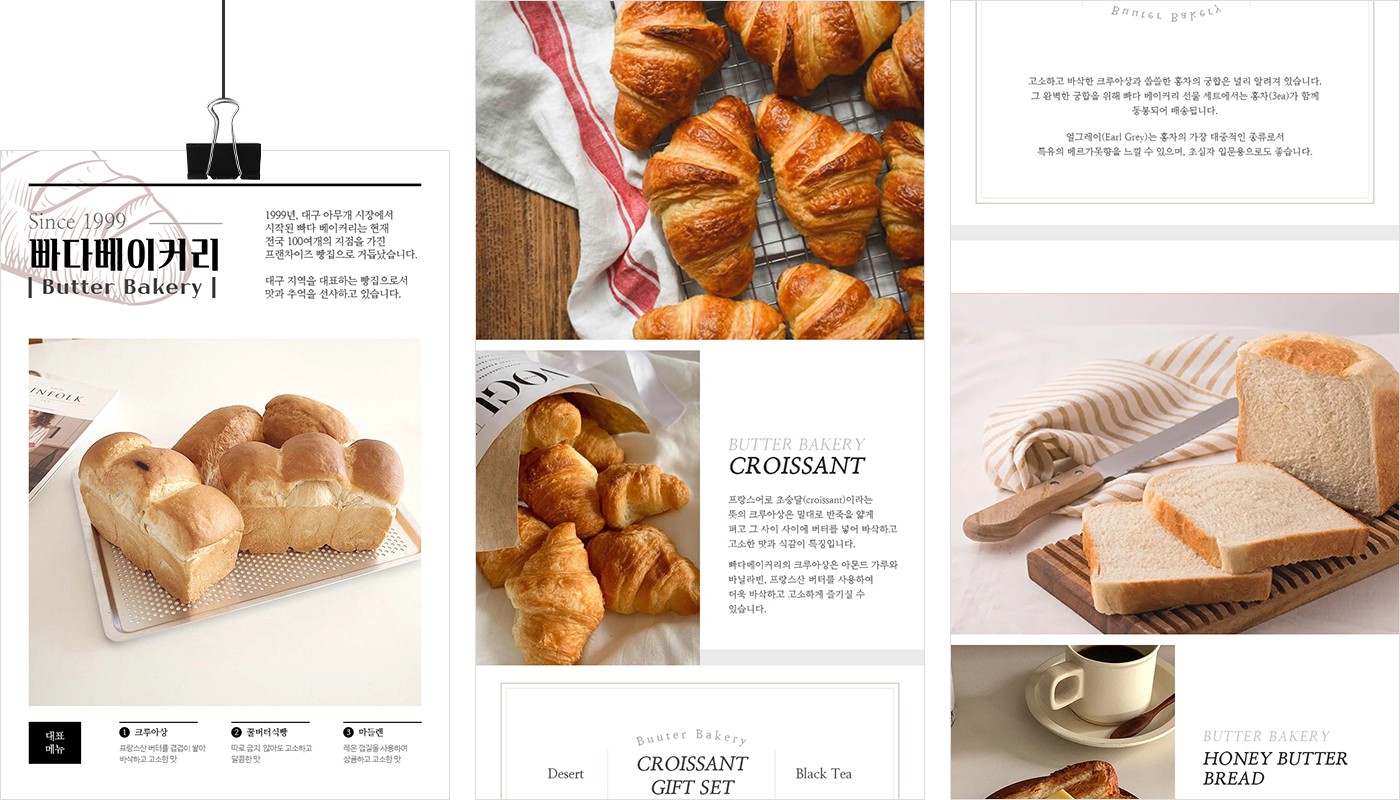 Since 1999
빠다베이커리
| Butter Bakery |
1999년, 대구 아무개 시장에서
시작된 빠다 베이커리는 현재
전국 100여개의 지점을 가진
프랜차이즈 빵집으로 거듭났습니다.
대구 지역을 대표하는 빵집으로서
맛과 추억을 선사하고 있습니다.
INFOLK
대표
메뉴
1 크루아상
프랑스산 버터를 겹겹이 쌓아
바삭하고 고소한 맛
2 꿀버터식빵
따로 굽지 않아도 고소하고
달콤한 맛
3 마들렌
레몬 껍질을 사용하여
상큼하고 고소한 맛
BUTTER BAKERY
CROISSANT
프랑스어로 초승달(croissant)이라는
뜻의 크루아상은 밀대로 반죽을 얇게
펴고 그 사이 사이에 버터를 넣어 바삭하고
고소한 맛과 식감이 특징입니다.
빠다베이커리의 크루아상은 아몬드 가루와
바닐라빈, 프랑스산 버터를 사용하여
더욱 바삭하고 고소하게 즐기실 수
있습니다.
Buuter Bakery
Desert
CROISSANT
GIFT SET
Black Tea
Buuter Bakery
고소하고 바삭한 크루아상과 씁쓸한 홍차의 궁합은 널리 알려져 있습니다.
그 완벽한 궁합을 위해 빠다 베이커리 선물 세트에서는 홍차(3ea)가 함께
동봉되어 배송됩니다.
얼그레이(Earl Grey)는 홍차의 가장 대중적인 종류로서
특유의 베르가못향을 느낄 수 있으며, 초심자 입문용으로도 좋습니다.
BUTTER BAKERY
HONEY BUTTER
BREAD